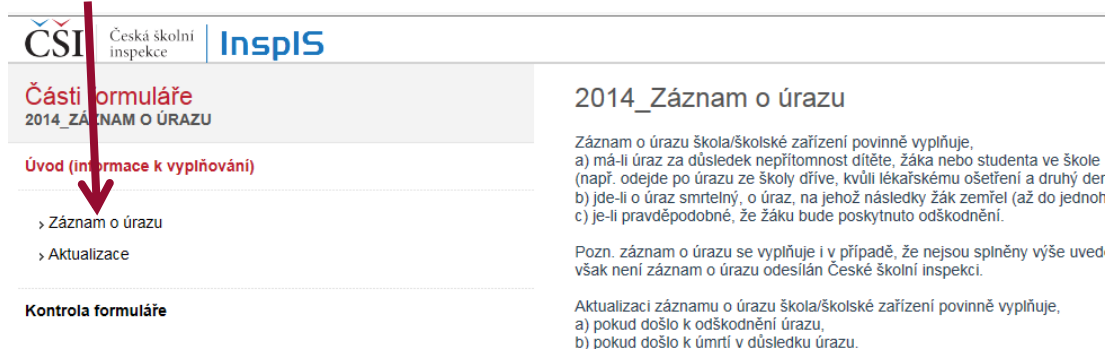 ČŠI Česká školní inspekce InspIS
Části formuláře
2014_ZÁZNAM O ÚRAZU
Úvod (informace k vyplňování)
› Záznam o úrazu
› Aktualizace
Kontrola formuláře
2014_Záznam o úrazu
Záznam o úrazu škola/školské zařízení povinně vyplňuje,
a) má-li úraz za důsledek nepřítomnost dítěte, žáka nebo studenta ve škole
(např. odejde po úrazu ze školy dříve, kvůli lékařskému ošetření a druhý
b) jde-li o úraz smrtelný, o úraz, na jehož následky žák zemřel (až do
c) je-li pravděpodobné, že žáku bude poskytnuto odškodnění.
Pozn. záznam o úrazu se vyplňuje i v případě, že nejsou splněny výše
však není záznam o úrazu odesílán České školní inspekci.
Aktualizaci záznamu o úrazu škola/školské zařízení povinně vyplňuje,
a) pokud došlo k odškodnění úrazu,
b) pokud došlo k úmrtí v důsledku úrazu.